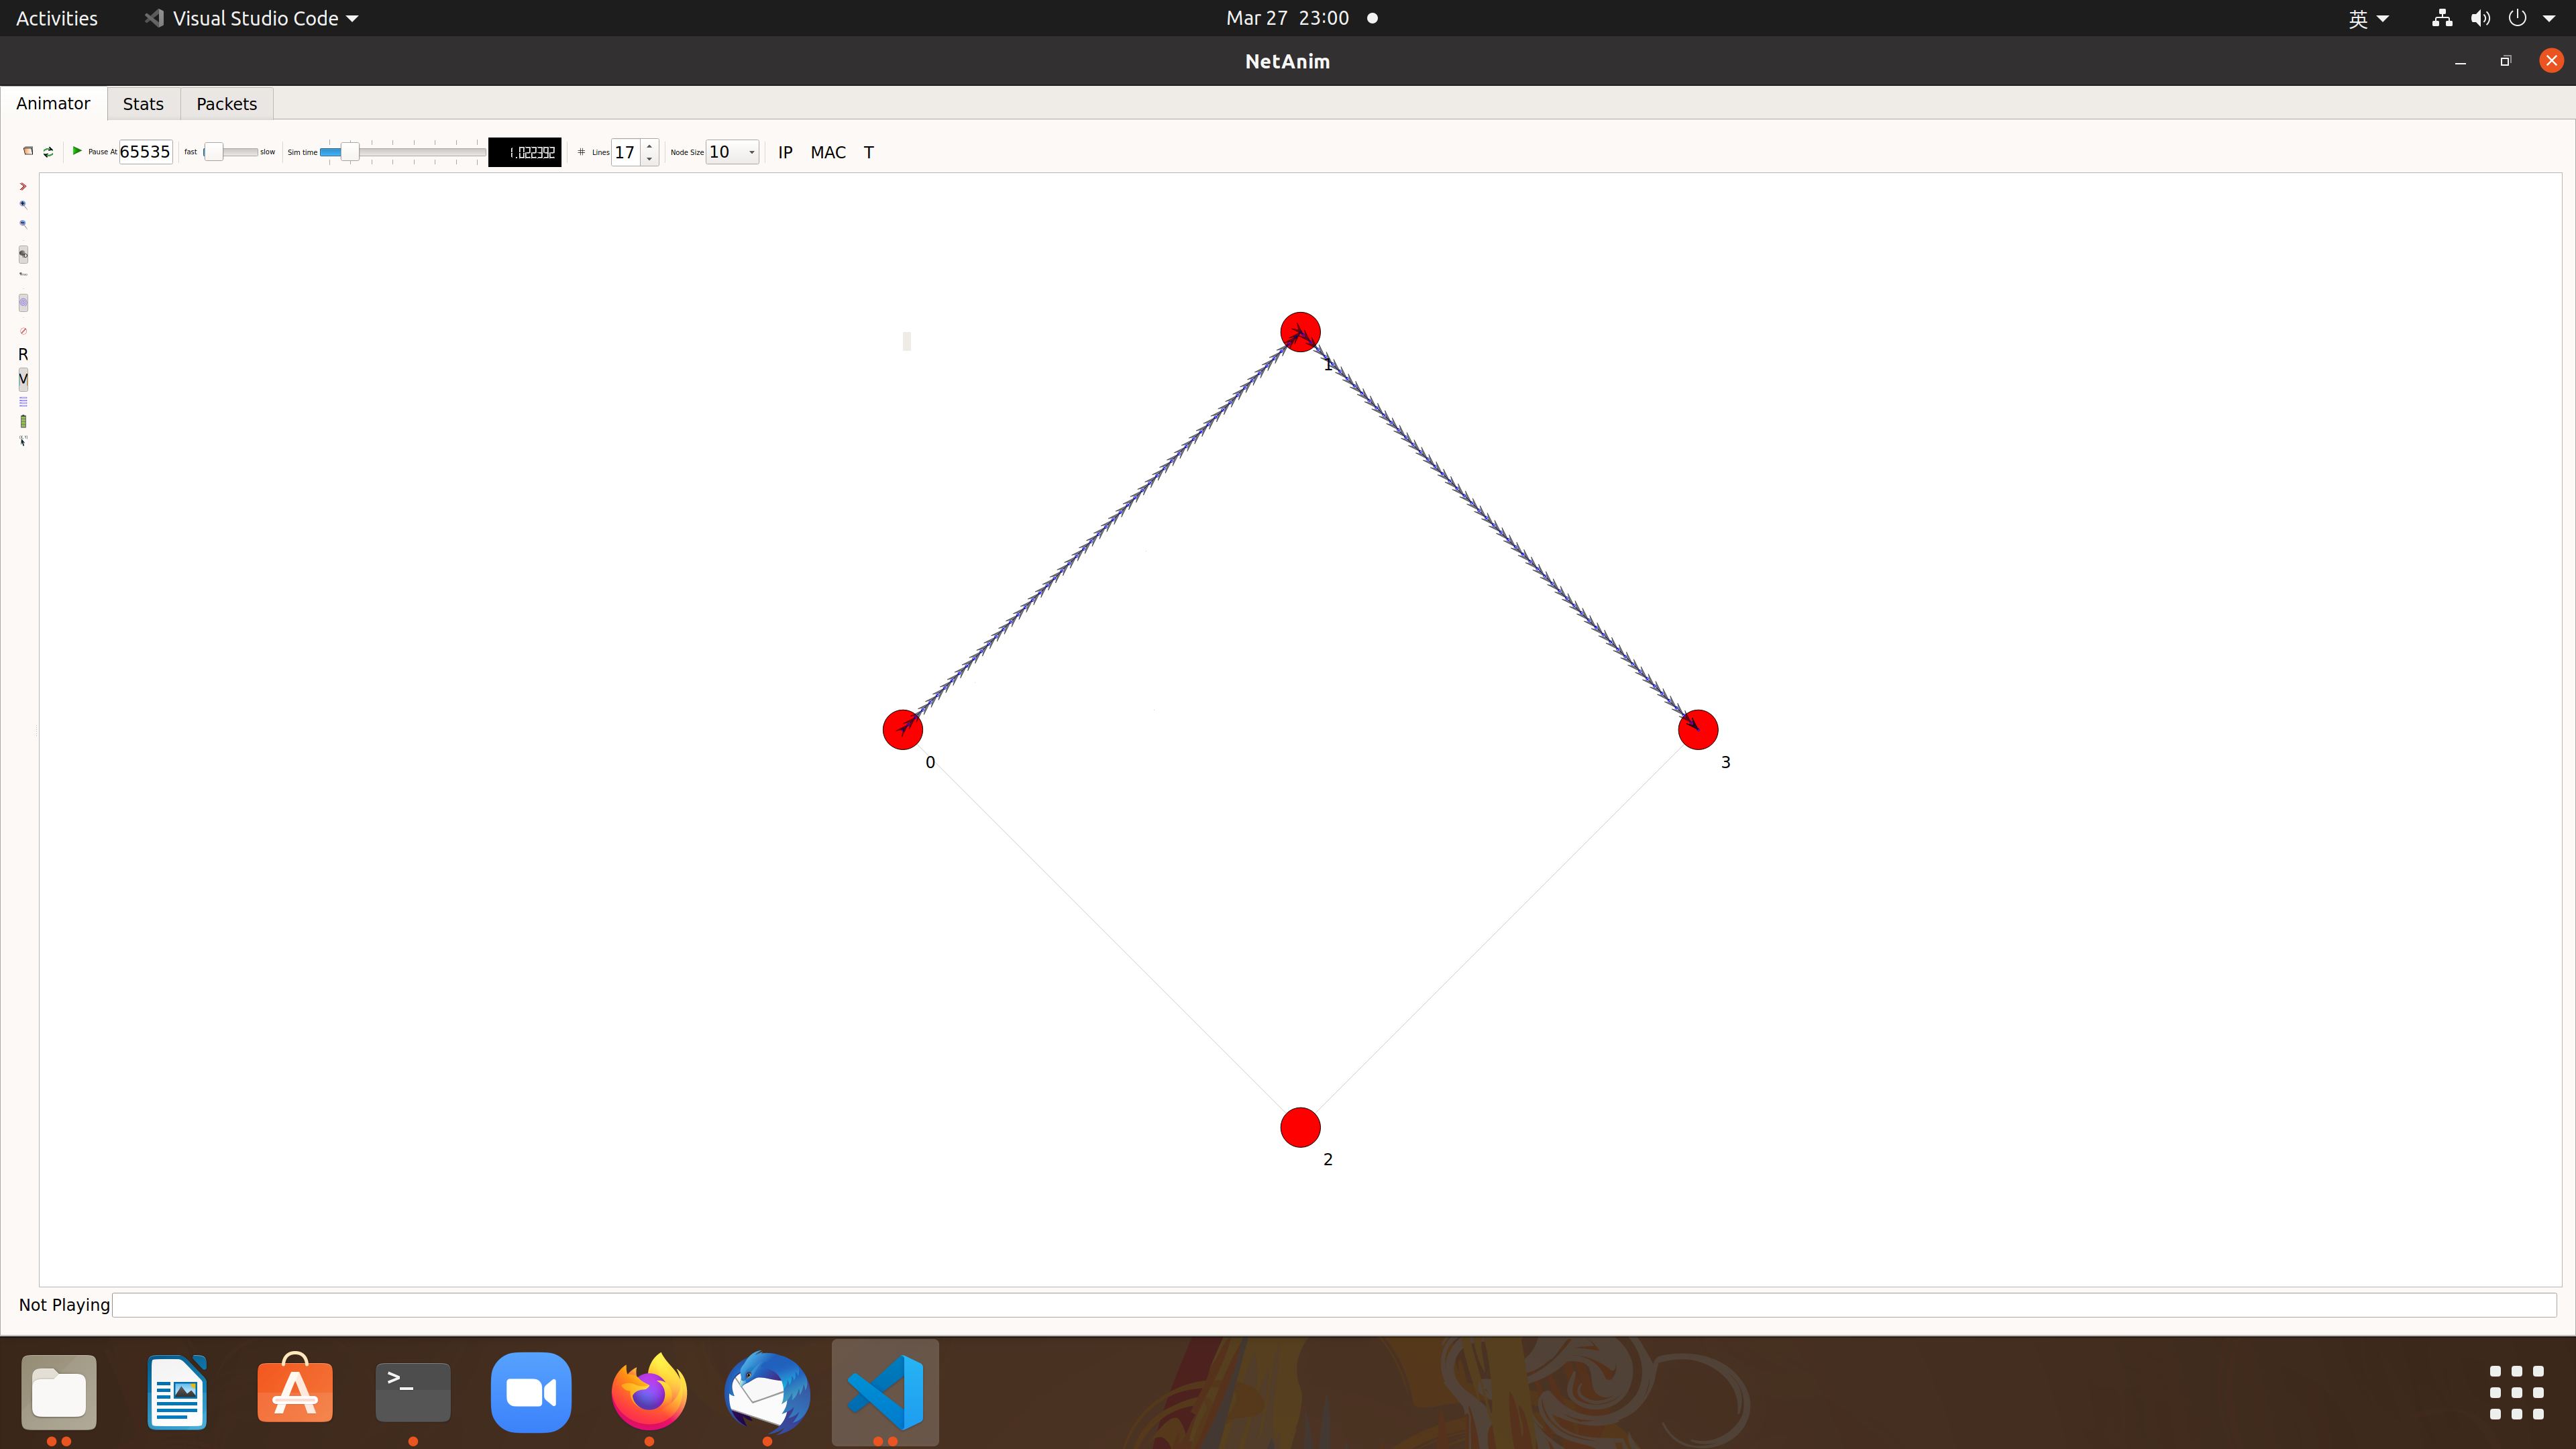 Activities Visual Studio Code Mar 27 23:00 英
NetAnim
Animator Stats Packets
Pause At 65535 fast slow Sim time 1.022392 Lines 17 Node Size 10 IP MAC T
R
V
1
0
3
2
Not Playing